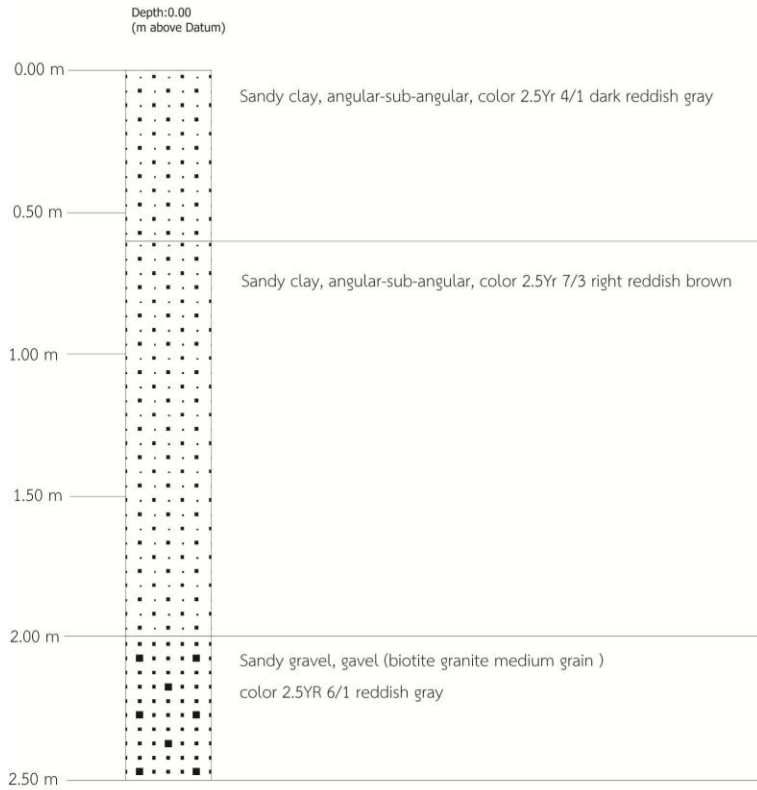 Depth:0.00
(m above Datum)
0.00 m
Sandy clay, angular-sub-angular, color 2.5Yr 4/1 dark reddish gray
0.50 m
Sandy clay, angular-sub-angular, color 2.5Yr 7/3 right reddish brown
1.00 m
1.50 m
2.00 m
Sandy gravel, gavel (biotite granite medium grain )
color 2.5YR 6/1 reddish gray
2.50 m